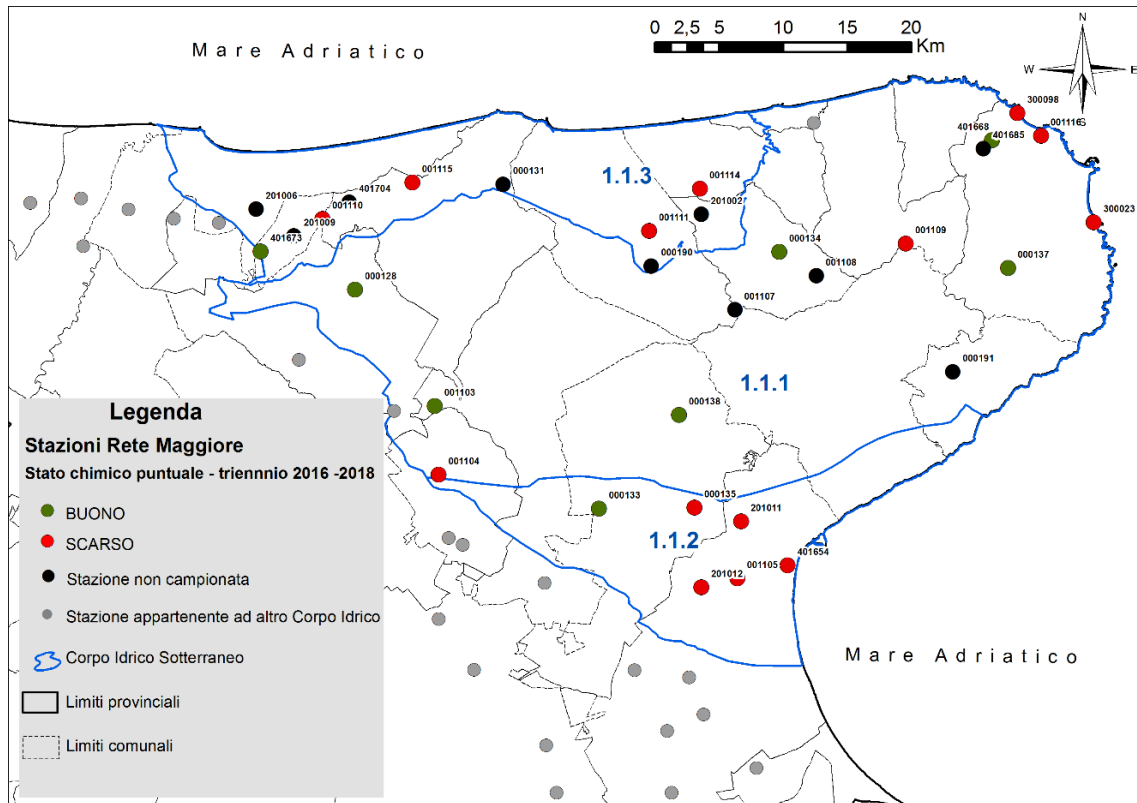 Mare Adriatico
0 2,5 5 10 15 20
Km
N
W E
S
300098
001116
401668
401685
001115
401704
000131
1.1.3
001114
201006
001110
201002
201009
001111
300023
401673
000134
001109
000190
000137
001108
000128
001107
000191
1.1.1
001103
000138
001104
000133
000135
201011
1.1.2
401654
001105
201012
Mare Adriatico
Legenda
Stazioni Rete Maggiore
Stato chimico puntuale - triennnio 2016 -2018
BUONO
SCARSO
Stazione non campionata
Stazione appartenente ad altro Corpo Idrico
Corpo Idrico Sotterraneo
Limiti provinciali
Limiti comunali